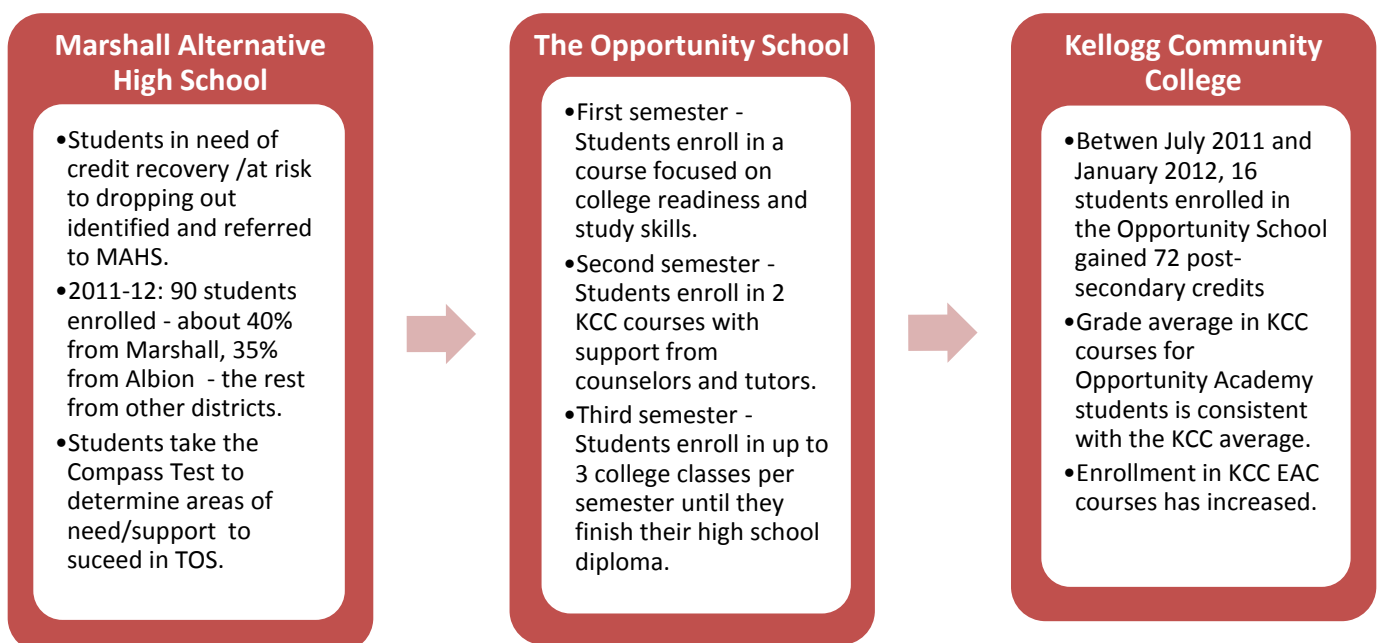 Marshall Alternative
High School
•Students in need of
credit recovery /at risk
to dropping out
identified and referred
to MAHS.
•2011-12: 90 students
enrolled - about 40%
from Marshall, 35%
from Albion  - the rest
from other districts.
•Students take the
Compass Test to
determine areas of
need/support  to
suceed in TOS.
The Opportunity School
•First semester -
Students enroll in a
course focused on
college readiness and
study skills.
•Second semester -
Students enroll in 2
KCC courses with
support from
counselors and tutors.
•Third semester -
Students enroll in up to
3 college classes per
semester until they
finish their high school
diploma.
Kellogg Community
College
•Betwen July 2011 and
January 2012, 16
students enrolled in
the Opportunity School
gained 72 post-
secondary credits
•Grade average in KCC
courses for
Opportunity Academy
students is consistent
with the KCC average.
•Enrollment in KCC EAC
courses has increased.